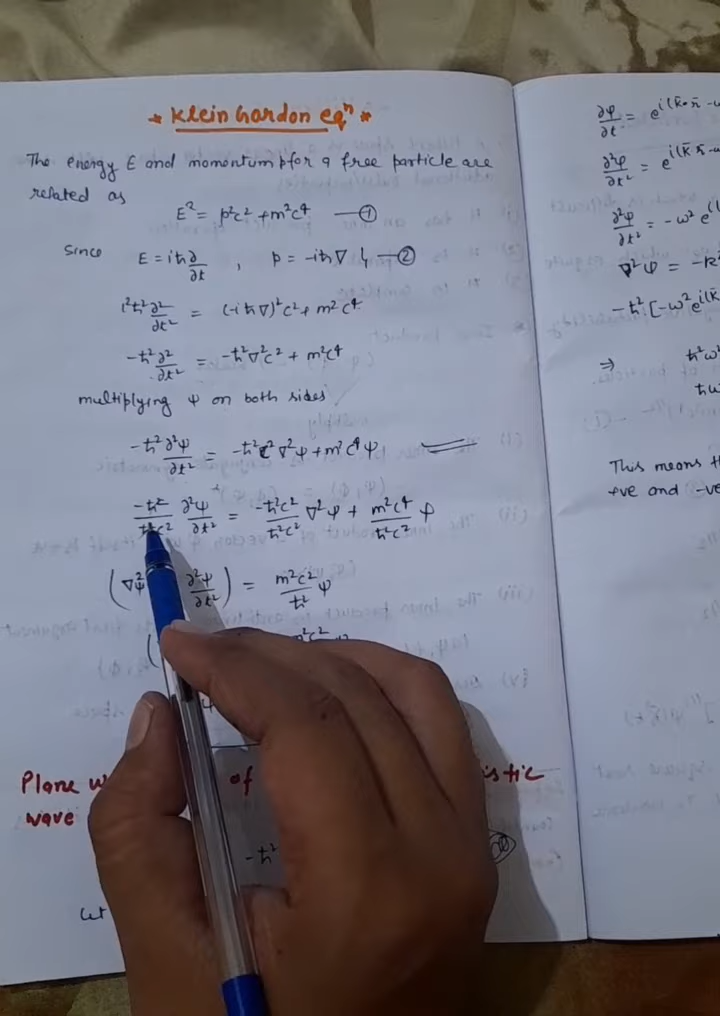 * Klein Gordon eqⁿ *
The energy E and momentum p for a free particle are
related as
E² = p²c² + m²c⁴ —①
Since E = iħ∂/∂t , p = -iħ∇ —②
i²ħ²∂²/∂t² = (-iħ∇)²c² + m²c⁴
-ħ²∂²/∂t² = -ħ²∇²c² + m²c⁴
multiplying ψ on both sides
-ħ²∂²ψ/∂t² = -ħ²c²∇²ψ + m²c⁴ψ
-ħ²/ħ²c² ∂²ψ/∂t² = -ħ²c²/ħ²c² ∇²ψ + m²c⁴/ħ²c² ψ
(∇²ψ ∂²ψ/∂t²) = m²c²/ħ² ψ
Plane of
wave
-ħ²
Let
∂ψ/∂t = e^i(k̄·r̄-ω
∂²ψ/∂t² = e^i(k̄·r̄-ω
∂²ψ/∂t² = -ω² e^i(
∇²ψ = -k²
-ħ²[-ω²e^i(k̄
⇒ ħ²ω²
ħω
This means
+ve and -ve